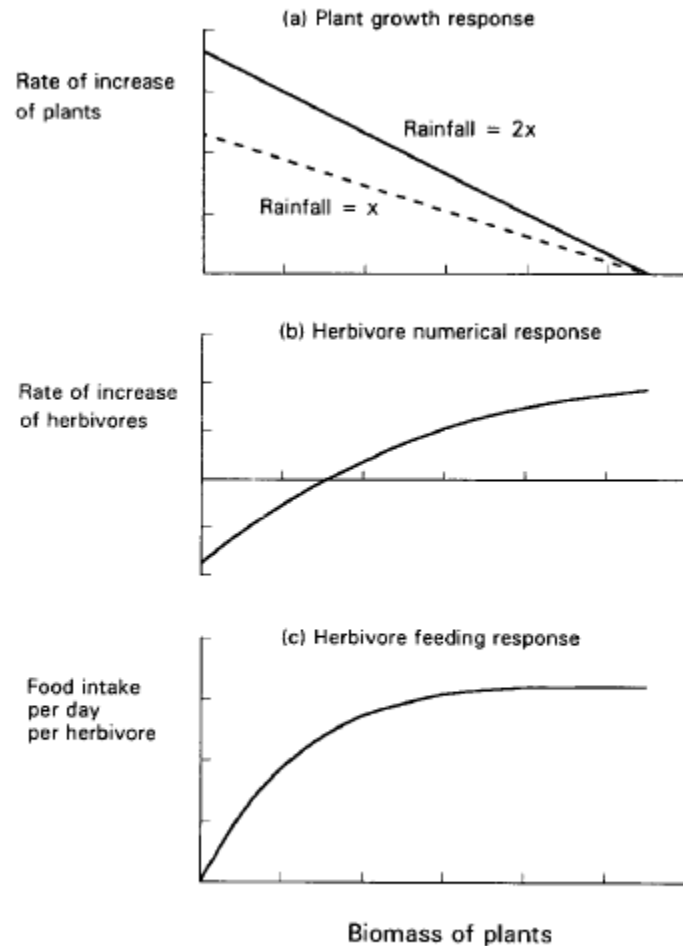 (a) Plant growth response
Rate of increase
of plants
Rainfall = 2x
Rainfall = x
(b) Herbivore numerical response
Rate of increase
of herbivores
(c) Herbivore feeding response
Food intake
per day
per herbivore
Biomass of plants